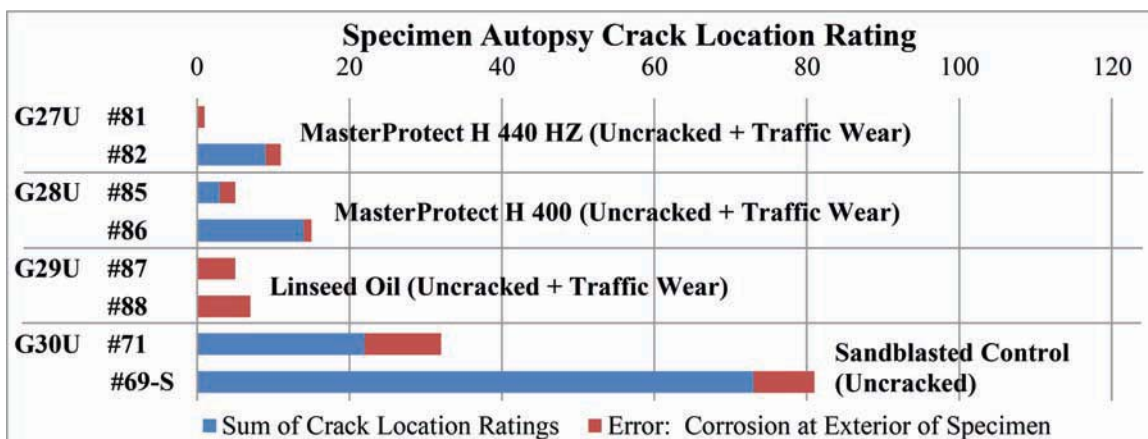 Specimen Autopsy Crack Location Rating
0 20 40 60 80 100 120
G27U #81
MasterProtect H 440 HZ (Uncracked + Traffic Wear)
#82
G28U #85
MasterProtect H 400 (Uncracked + Traffic Wear)
#86
G29U #87
Linseed Oil (Uncracked + Traffic Wear)
#88
G30U #71
Sandblasted Control
(Uncracked)
#69-S
Sum of Crack Location Ratings Error: Corrosion at Exterior of Specimen